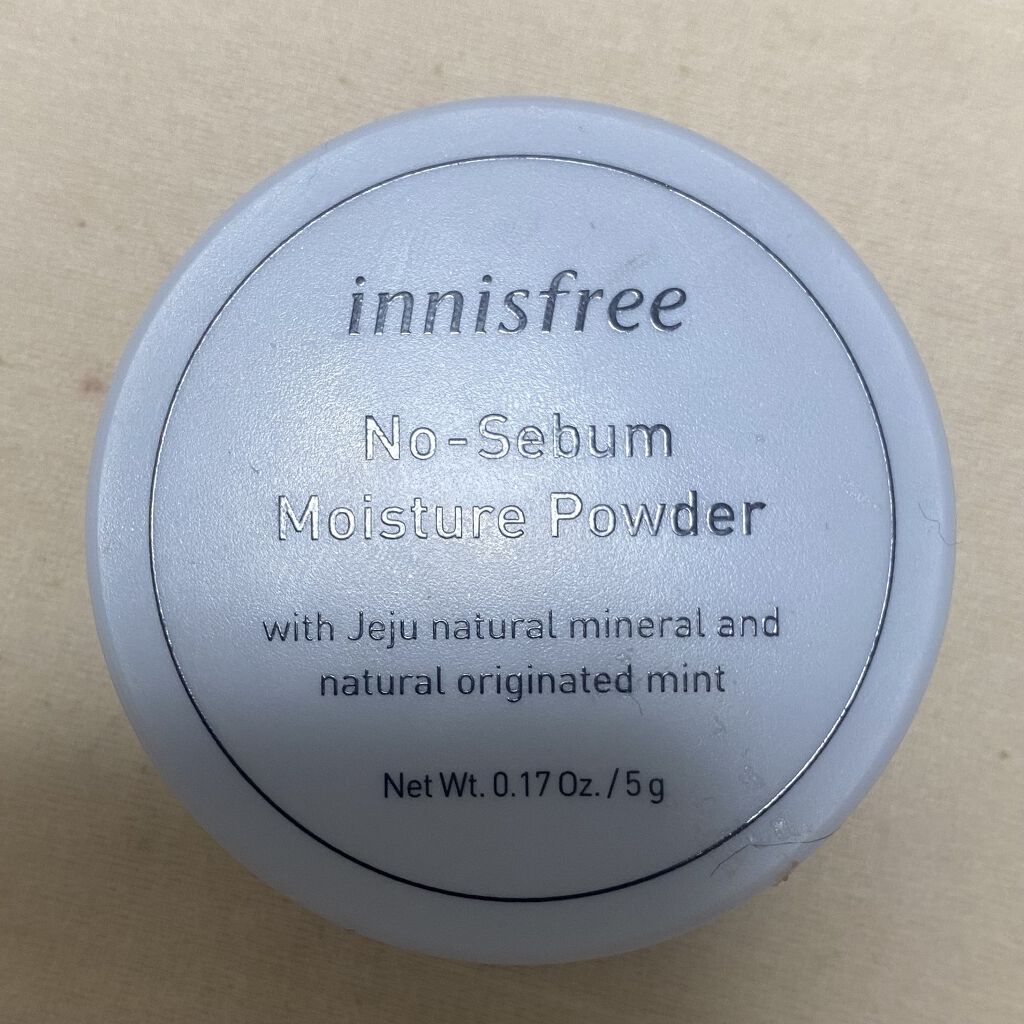 innisfree
No-Sebum
Moisture Powder
with Jeju natural mineral and
natural originated mint
Net Wt. 0.17 Oz. / 5 g